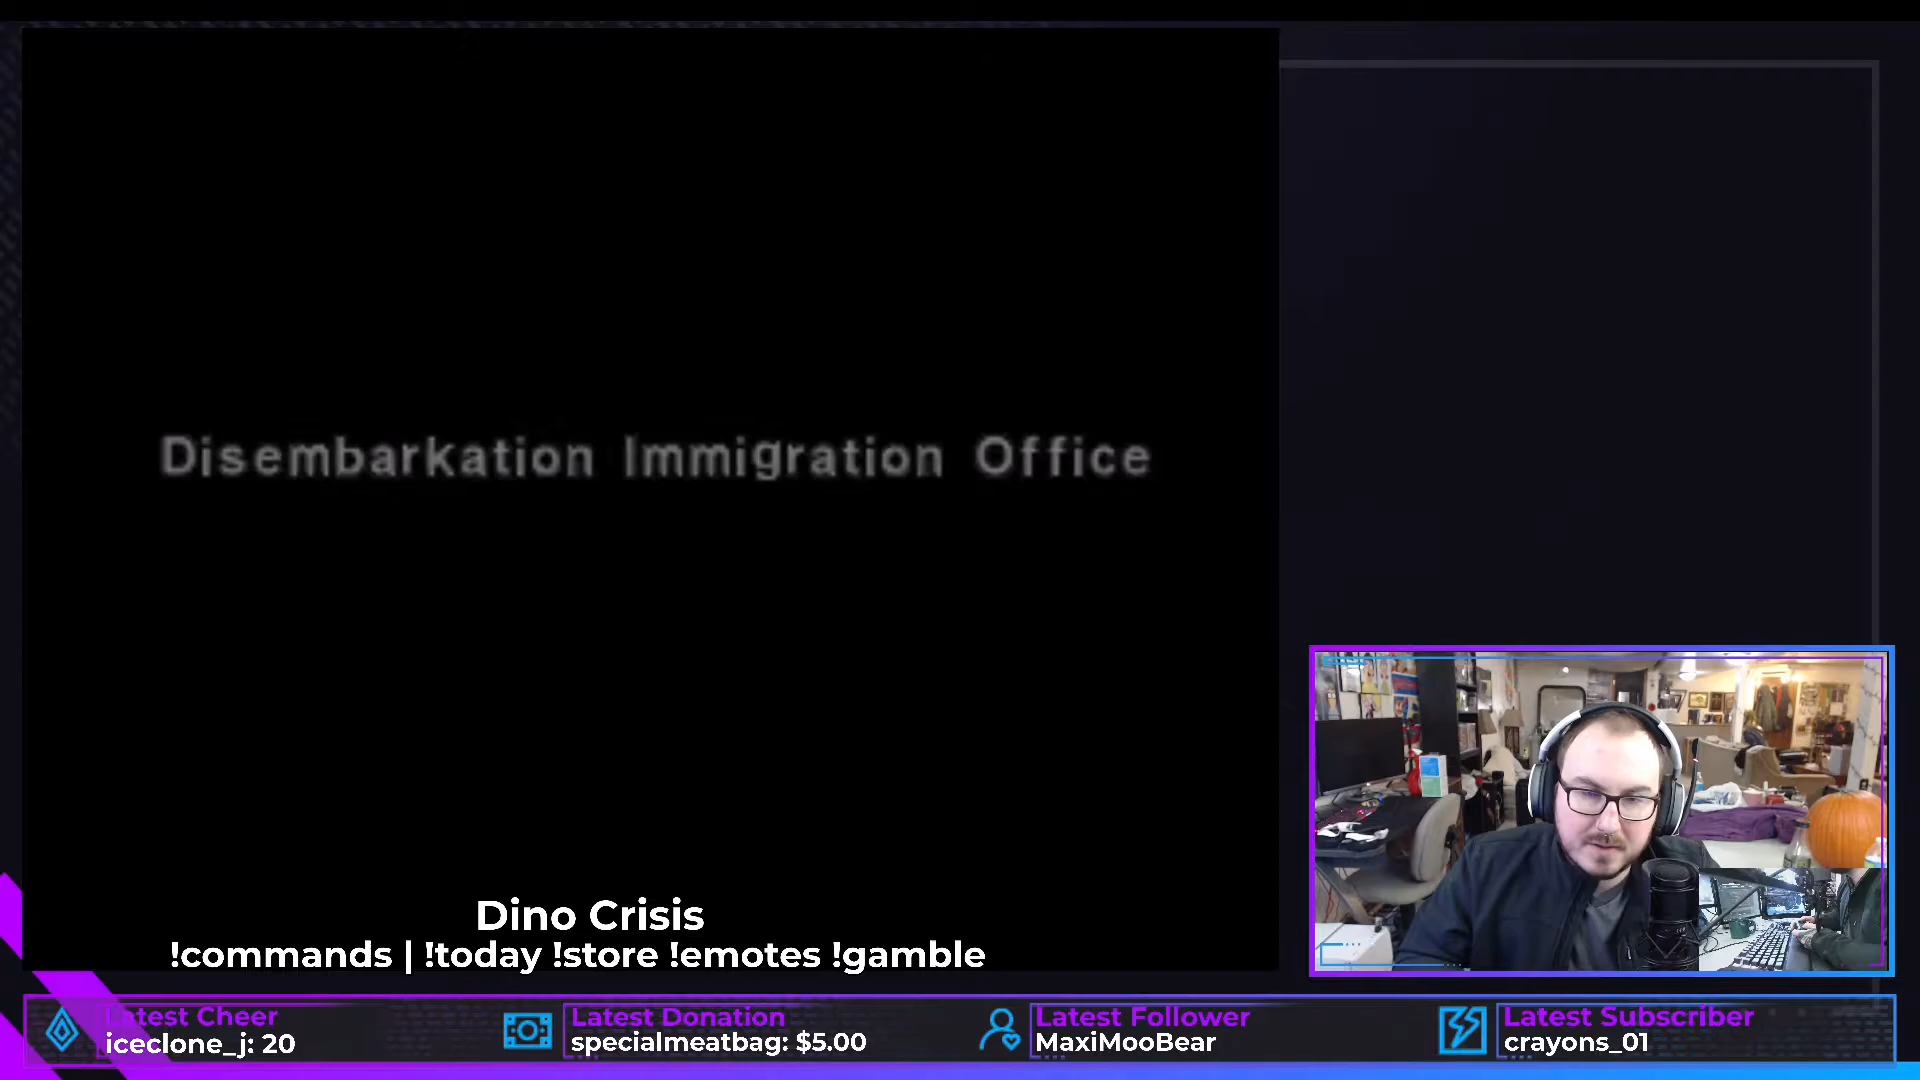 Disembarkation Immigration Office
Dino Crisis
!commands | !today !store !emotes !gamble
Latest Cheer
iceclone_j: 20
Latest Donation
specialmeatbag: $5.00
Latest Follower
MaxiMooBear
Latest Subscriber
crayons_01